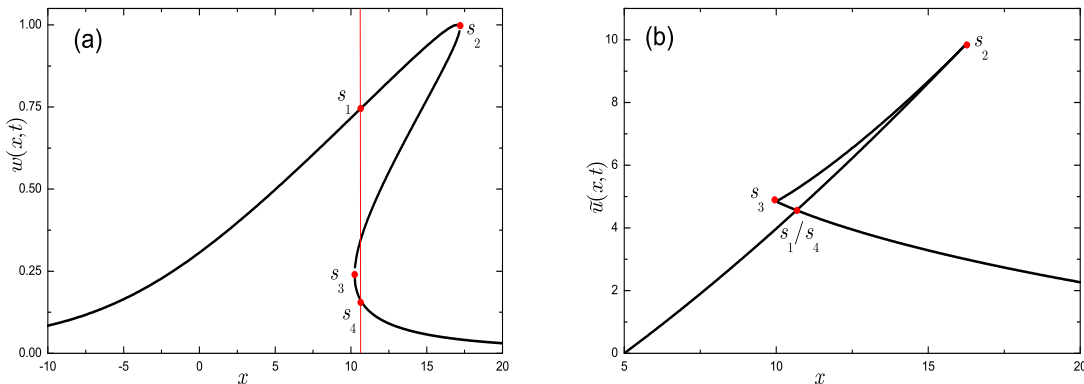 (a)
w(x,t)
1.00
0.75
0.50
0.25
0.00
s₁
s₂
s₃
s₄
-10 -5 0 5 10 15 20
x
(b)
ũ(x,t)
10
8
6
4
2
0
s₂
s₃
s₁/s₄
5 10 15 20
x